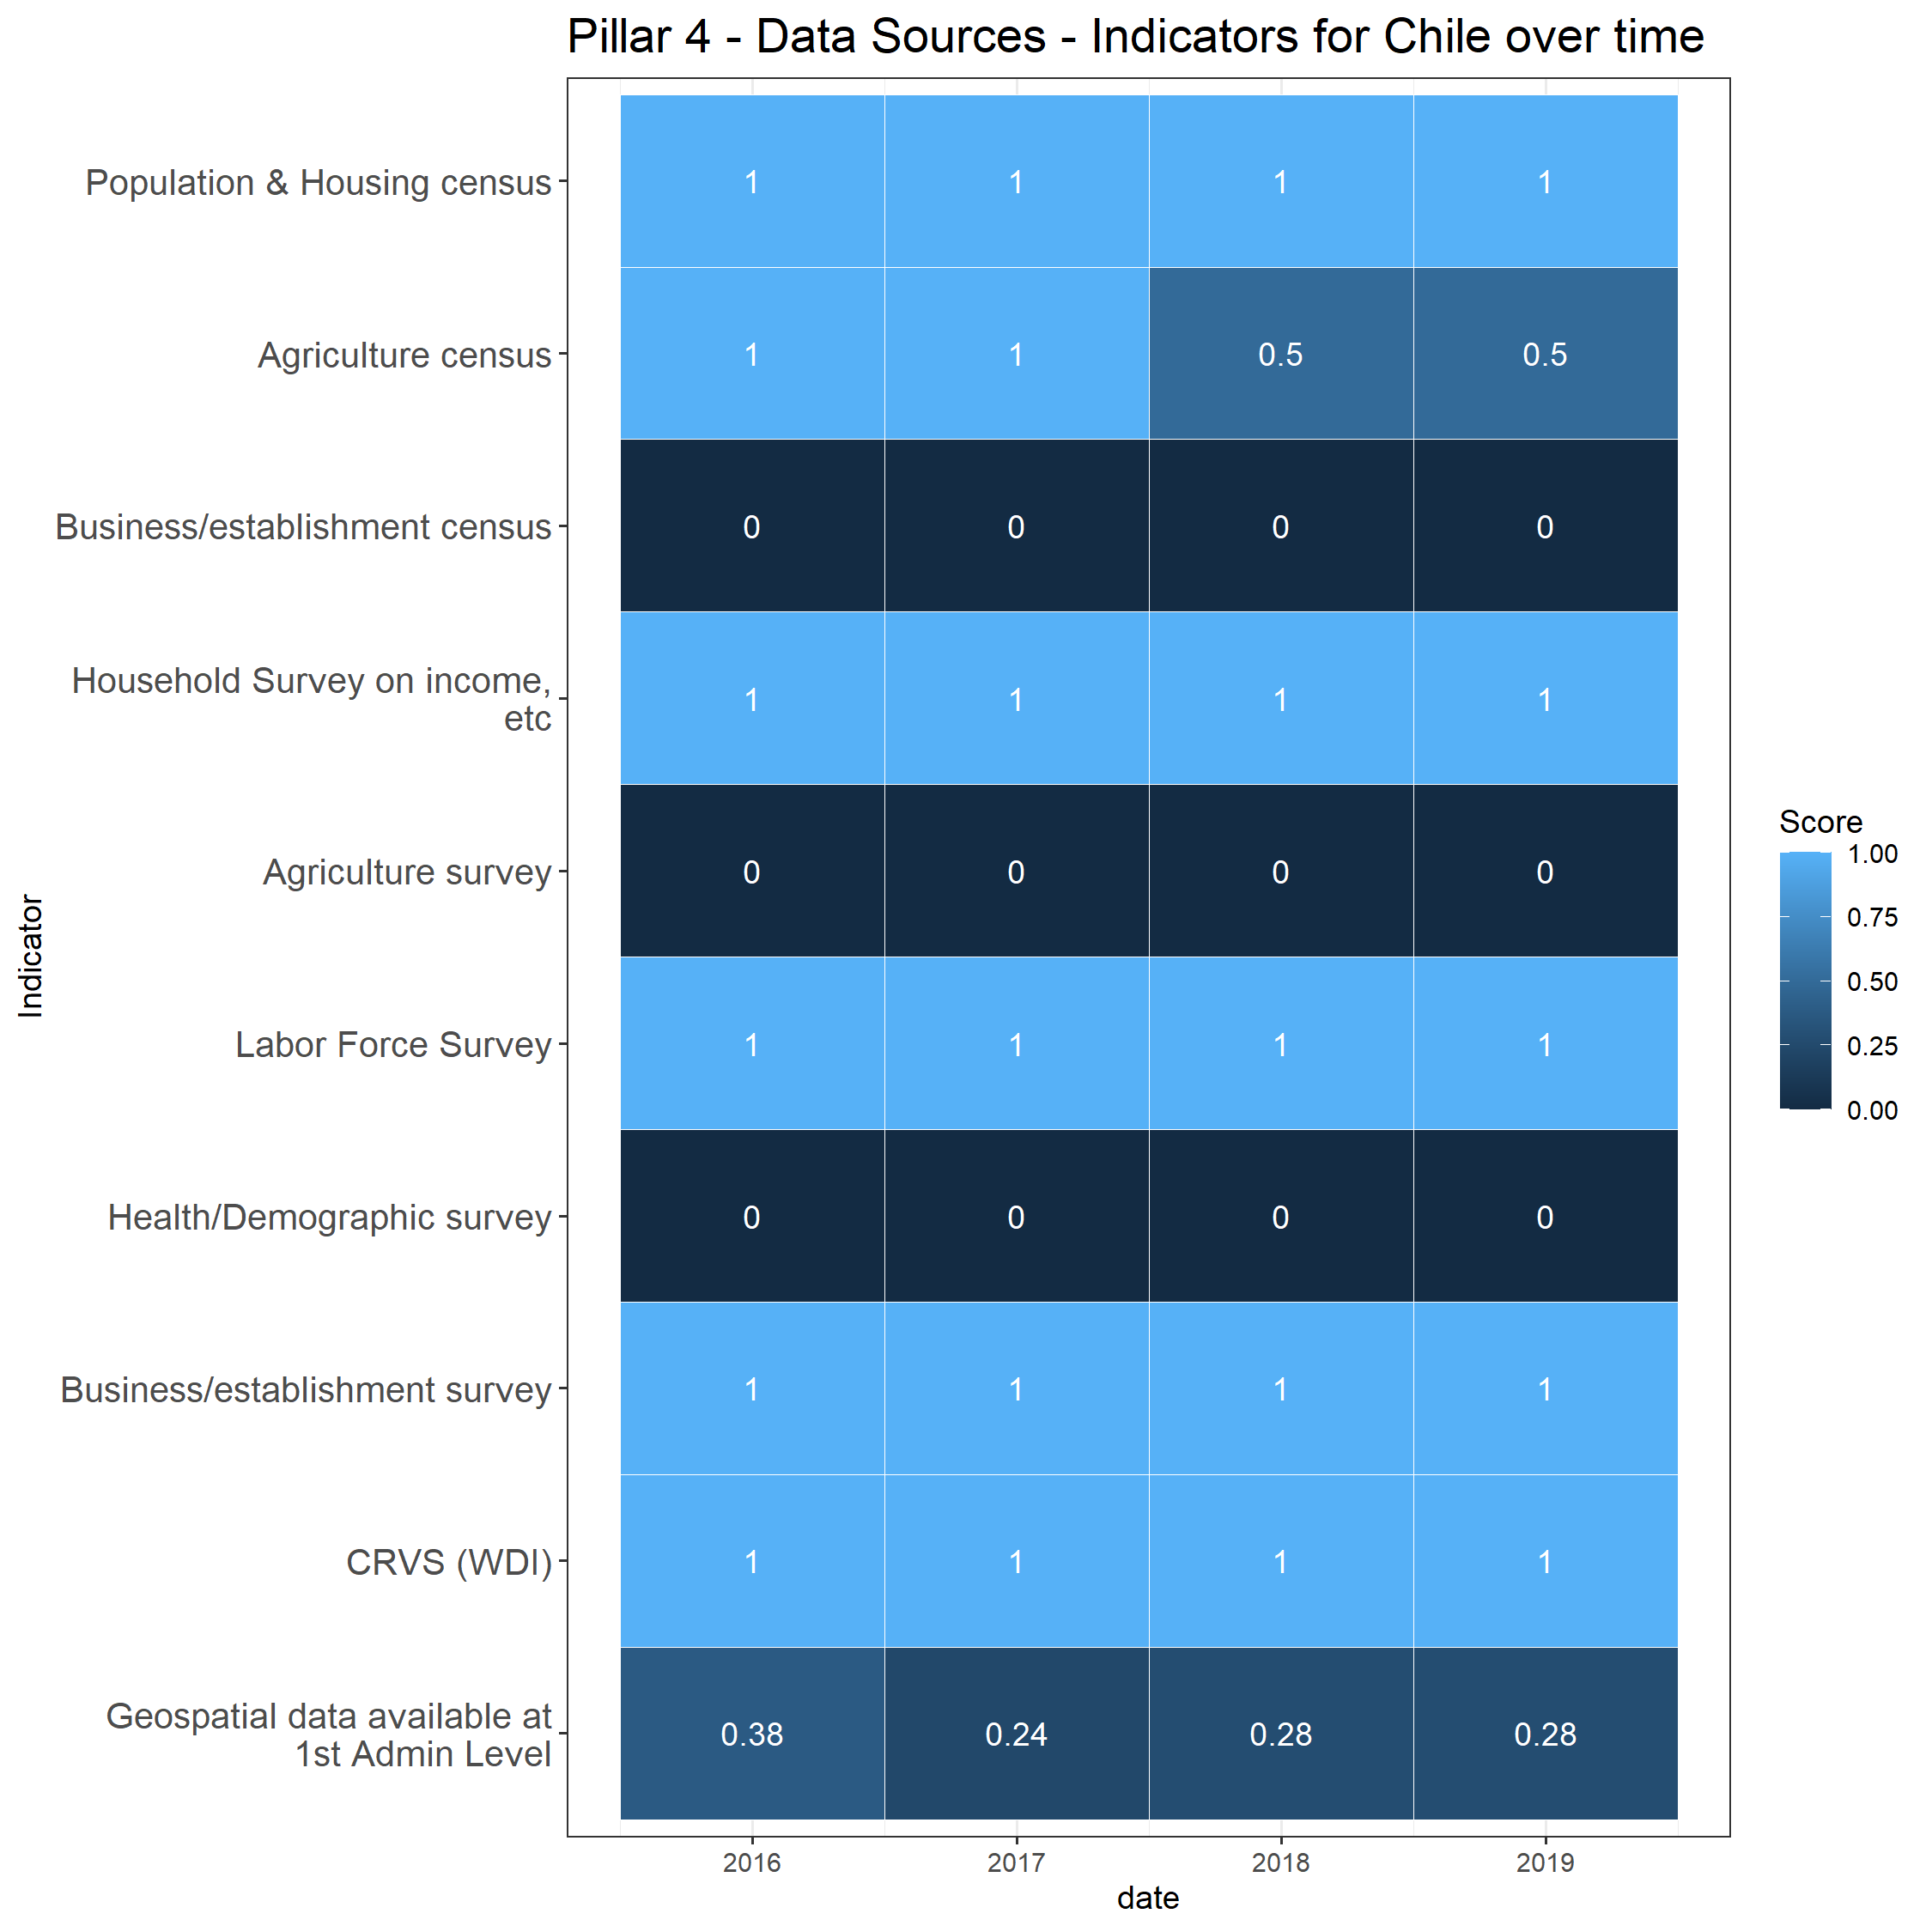 Pillar 4 - Data Sources - Indicators for Chile over time
Population & Housing census
1 1 1 1
Agriculture census
1 1 0.5 0.5
Business/establishment census
0 0 0 0
Household Survey on income,
etc
1 1 1 1
Agriculture survey
0 0 0 0
Labor Force Survey
1 1 1 1
Health/Demographic survey
0 0 0 0
Business/establishment survey
1 1 1 1
CRVS (WDI)
1 1 1 1
Geospatial data available at
1st Admin Level
0.38 0.24 0.28 0.28
2016 2017 2018 2019
date
Indicator
Score
1.00
0.75
0.50
0.25
0.00